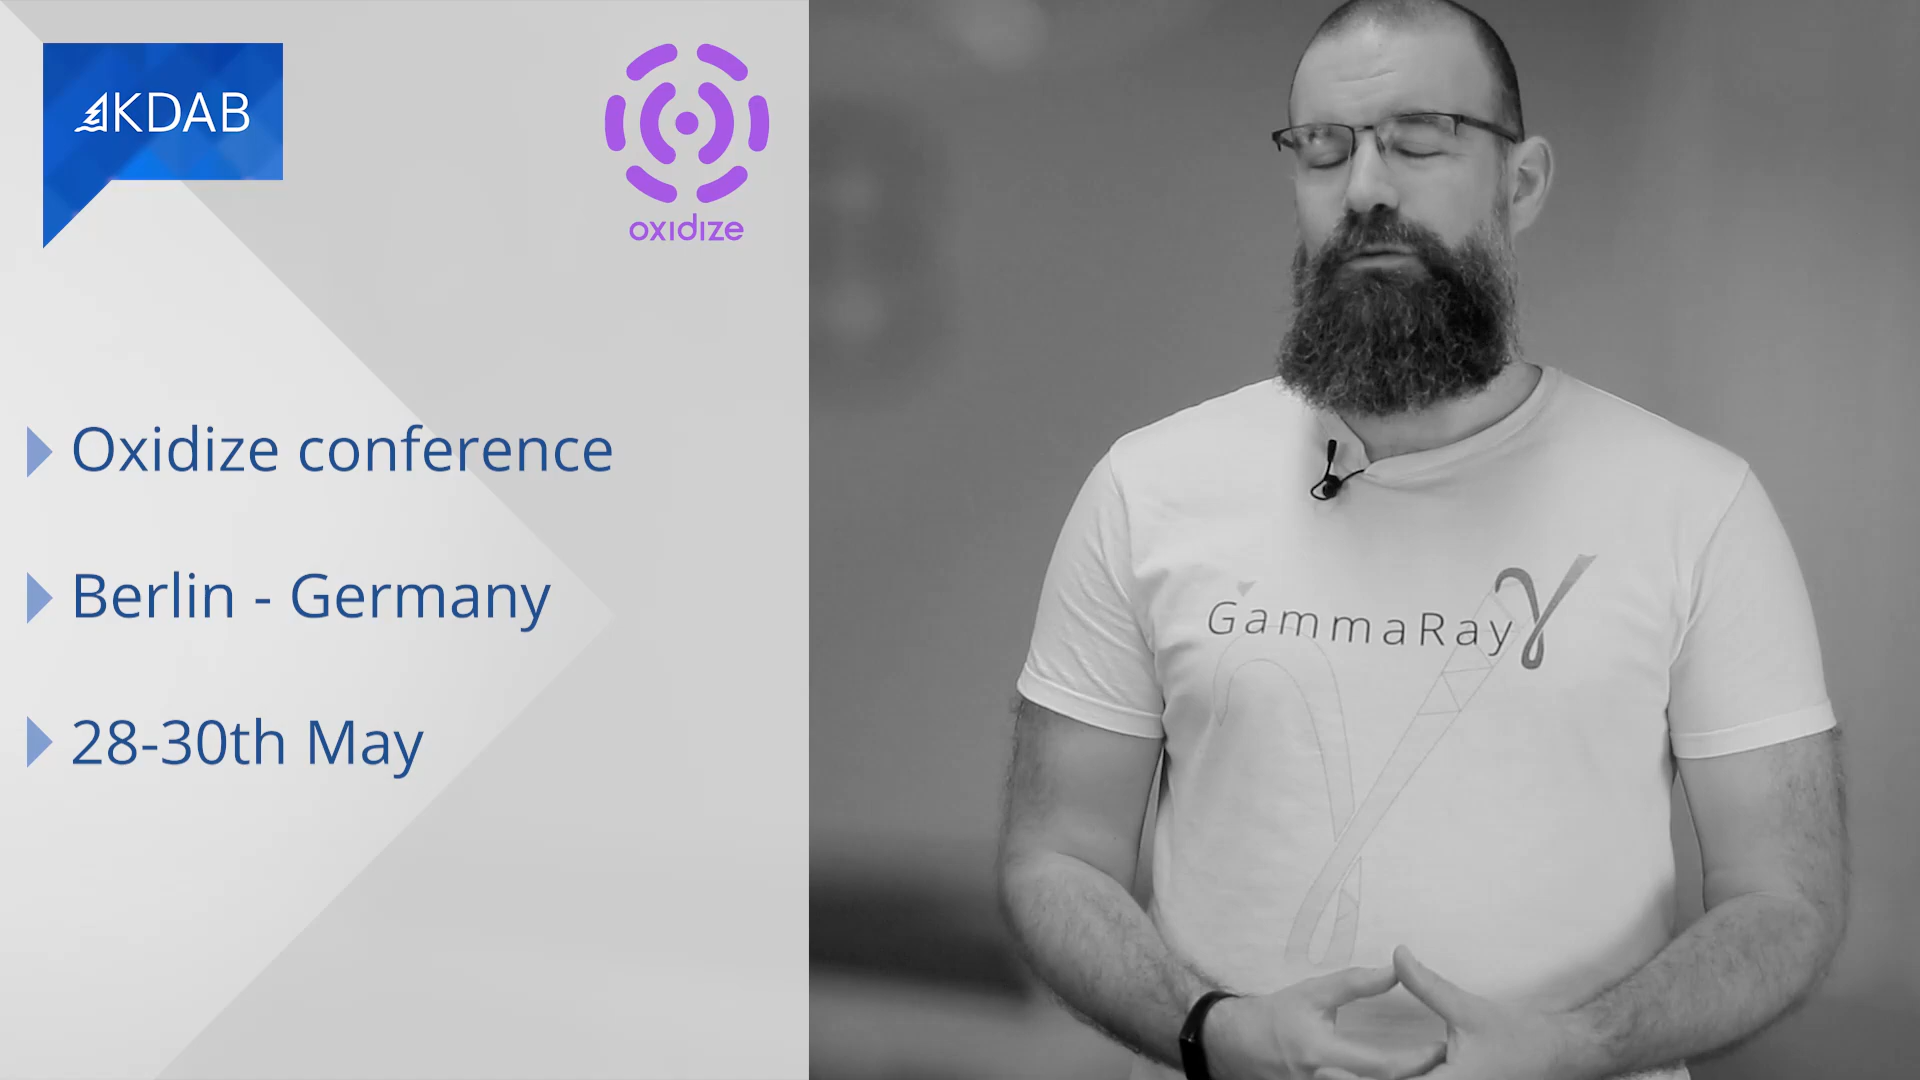 KDAB
oxidize
Oxidize conference
Berlin - Germany
28-30th May
GammaRay
γ